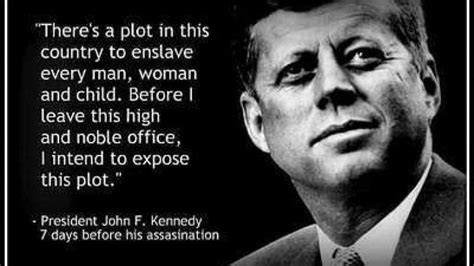 "There's a plot in this
country to enslave
every man, woman
and child. Before I
leave this high
and noble office,
I intend to expose
this plot."
- President John F. Kennedy
7 days before his assasination